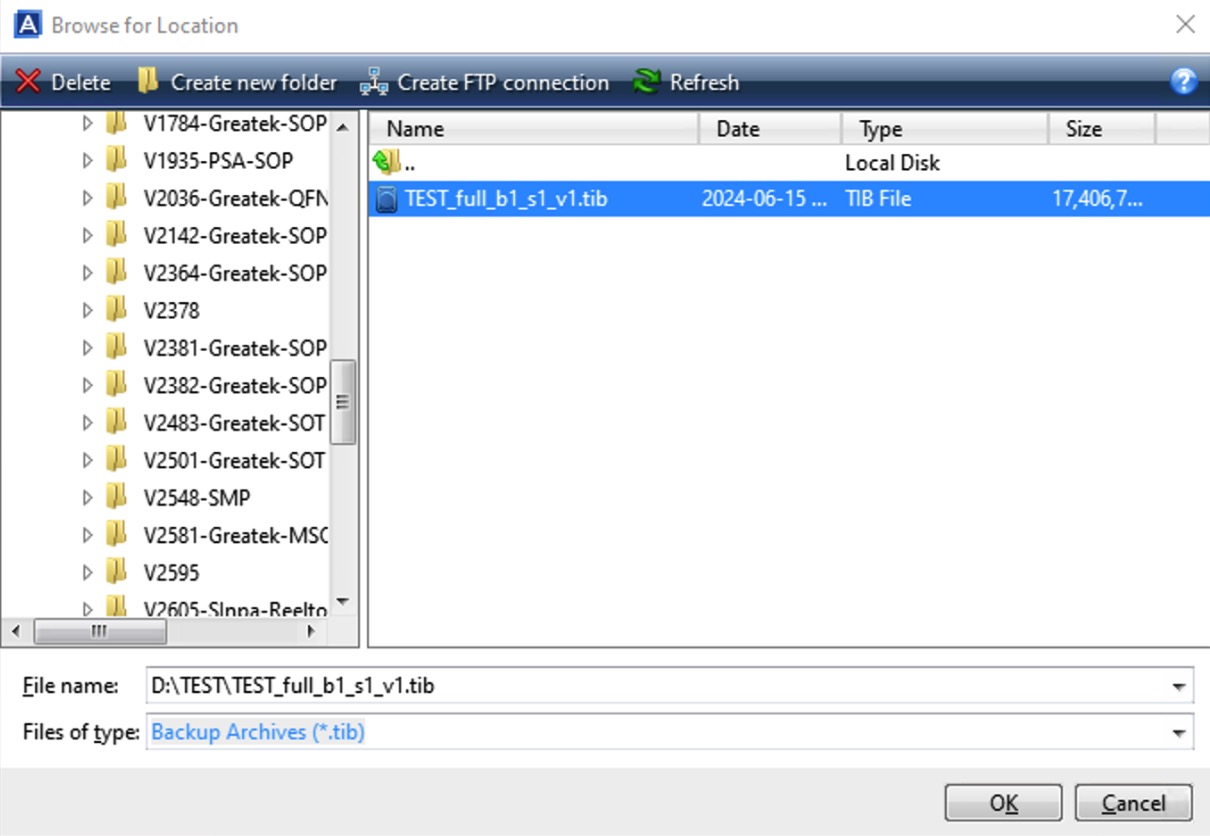 Browse for Location
Delete Create new folder Create FTP connection Refresh ?
V1784-Greatek-SOP
V1935-PSA-SOP
V2036-Greatek-QFN
V2142-Greatek-SOP
V2364-Greatek-SOP
V2378
V2381-Greatek-SOP
V2382-Greatek-SOP
V2483-Greatek-SOT
V2501-Greatek-SOT
V2548-SMP
V2581-Greatek-MSO
V2595
V2605-SInpa-Reelto
Name Date Type Size
.. Local Disk
TEST_full_b1_s1_v1.tib 2024-06-15 ... TIB File 17,406,7...
File name: D:\TEST\TEST_full_b1_s1_v1.tib
Files of type: Backup Archives (*.tib)
OK Cancel